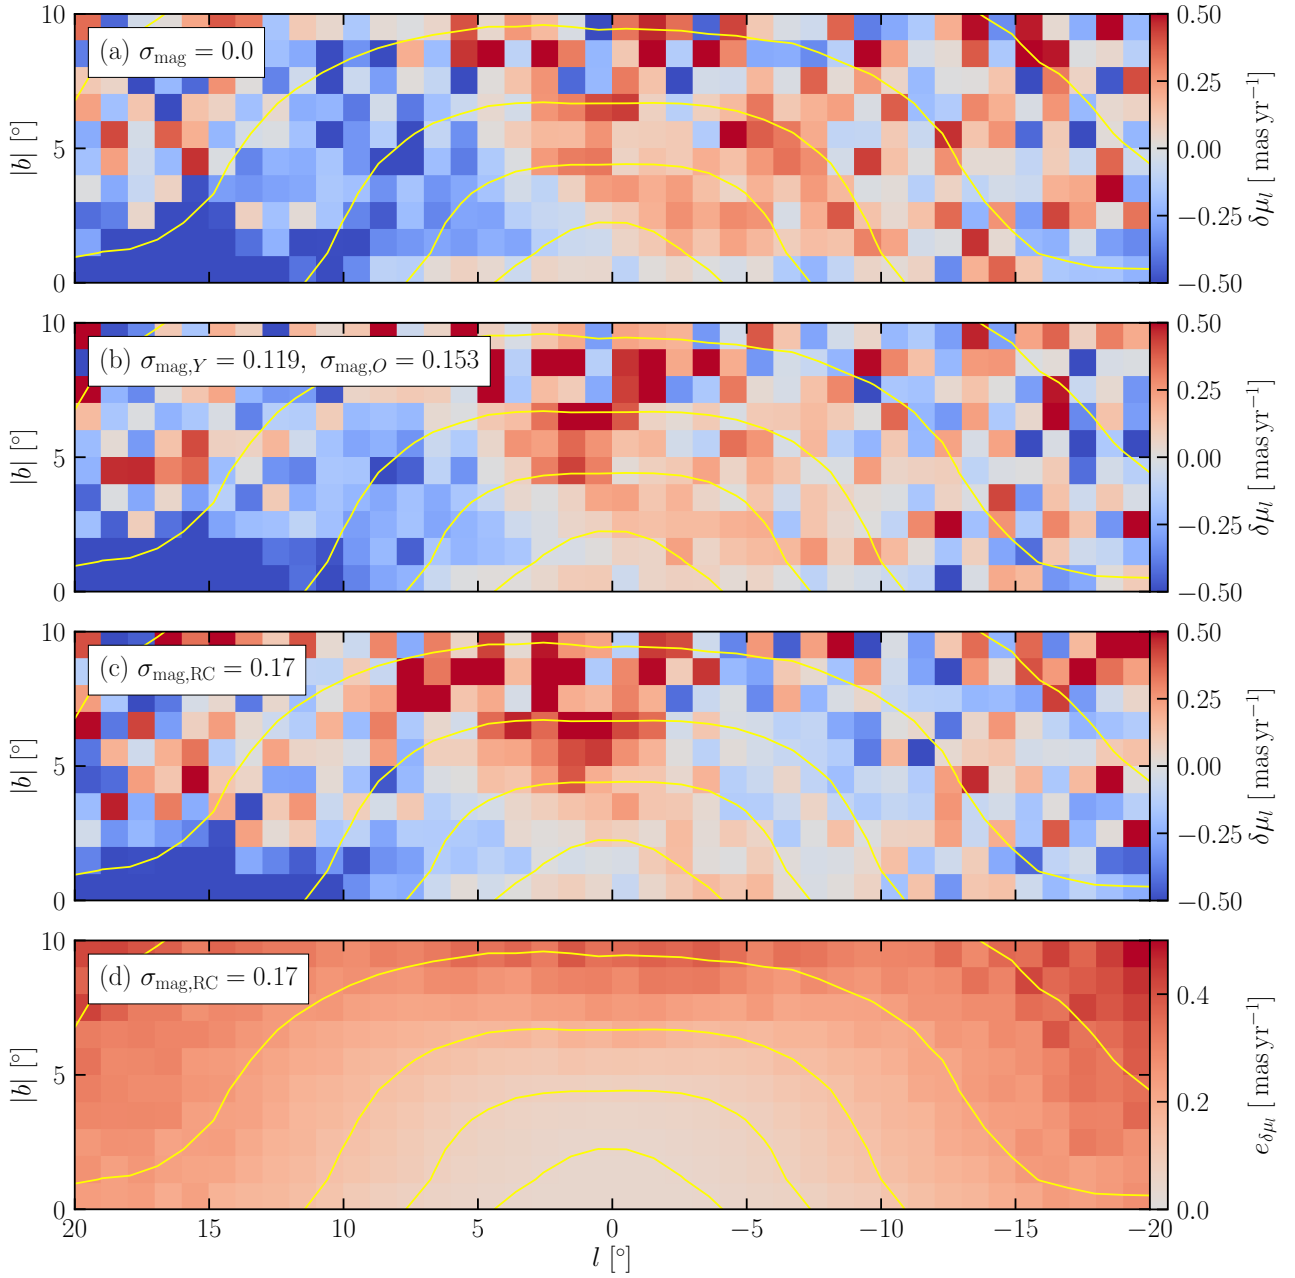 (a) σ_mag = 0.0
10
5
0
|b| [°]
0.50
0.25
0.00
−0.25
−0.50
δμ_l [mas yr⁻¹]
(b) σ_mag,Y = 0.119, σ_mag,O = 0.153
10
5
0
|b| [°]
0.50
0.25
0.00
−0.25
−0.50
δμ_l [mas yr⁻¹]
(c) σ_mag,RC = 0.17
10
5
0
|b| [°]
0.50
0.25
0.00
−0.25
−0.50
δμ_l [mas yr⁻¹]
(d) σ_mag,RC = 0.17
10
5
0
|b| [°]
0.4
0.2
0.0
e_δμ_l [mas yr⁻¹]
20 15 10 5 0 −5 −10 −15 −20
l [°]